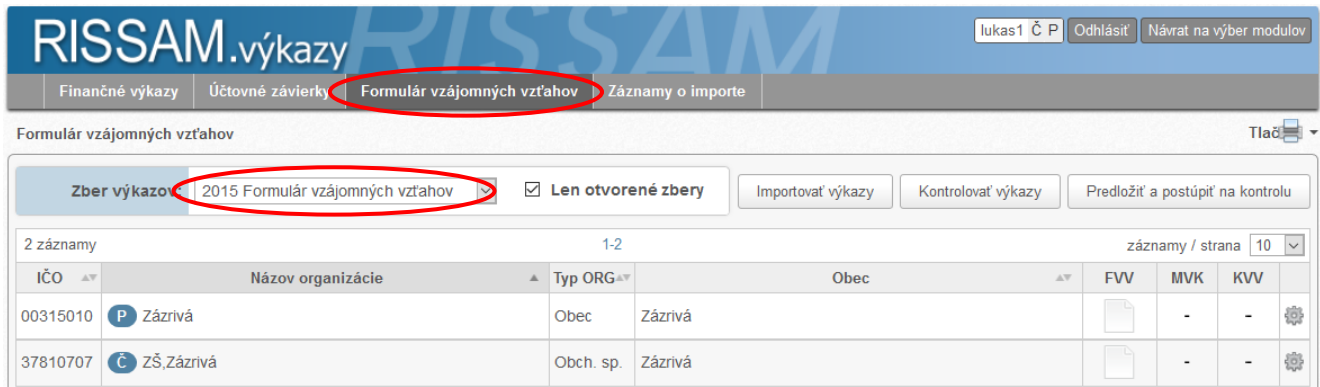 RISSAM.výkazy
RISSAM
lukas1 Č P Odhlásiť Návrat na výber modulov
Finančné výkazy Účtovné závierky Formulár vzájomných vzťahov Záznamy o importe
Formulár vzájomných vzťahov Tlač
Zber výkazov: 2015 Formulár vzájomných vzťahov Len otvorené zbery Importovať výkazy Kontrolovať výkazy Predložiť a postúpiť na kontrolu
2 záznamy 1-2 záznamy / strana 10
IČO Názov organizácie Typ ORG Obec FVV MVK KVV
00315010 P Zázrivá Obec Zázrivá - -
37810707 Č ZŠ,Zázrivá Obch. sp. Zázrivá - -